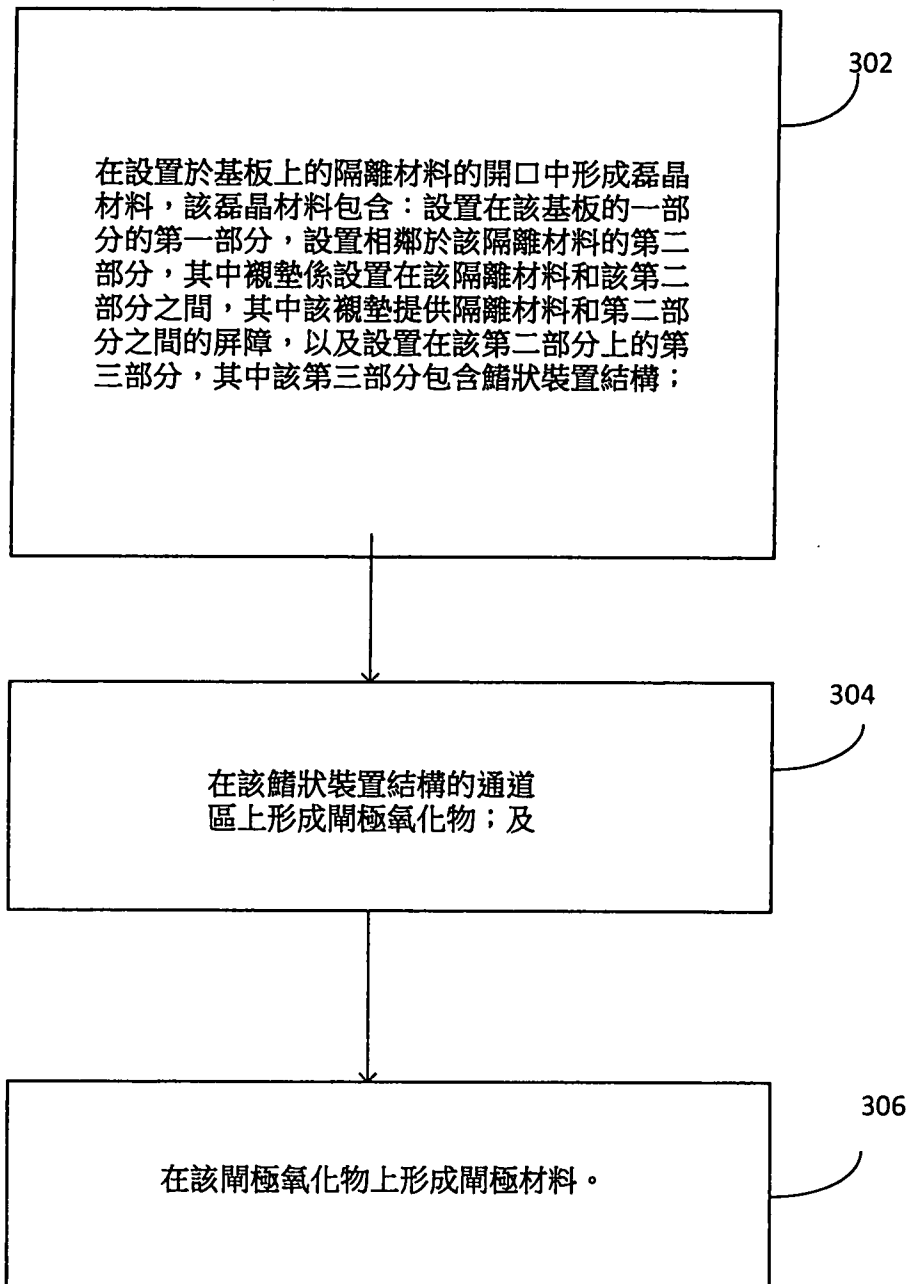 302
在設置於基板上的隔離材料的開口中形成磊晶
材料，該磊晶材料包含：設置在該基板的一部
分的第一部分，設置相鄰於該隔離材料的第二
部分，其中襯墊係設置在該隔離材料和該第二
部分之間，其中該襯墊提供隔離材料和第二部
分之間的屏障，以及設置在該第二部分上的第
三部分，其中該第三部分包含鰭狀裝置結構；
304
在該鰭狀裝置結構的通道
區上形成閘極氧化物；及
306
在該閘極氧化物上形成閘極材料。